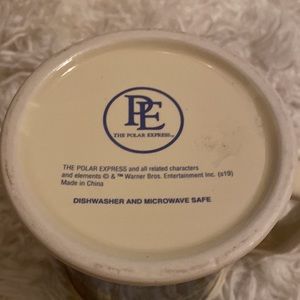 PE
THE POLAR EXPRESS™
THE POLAR EXPRESS and all related characters
and elements © & ™ Warner Bros. Entertainment Inc. (s19)
Made in China
DISHWASHER AND MICROWAVE SAFE